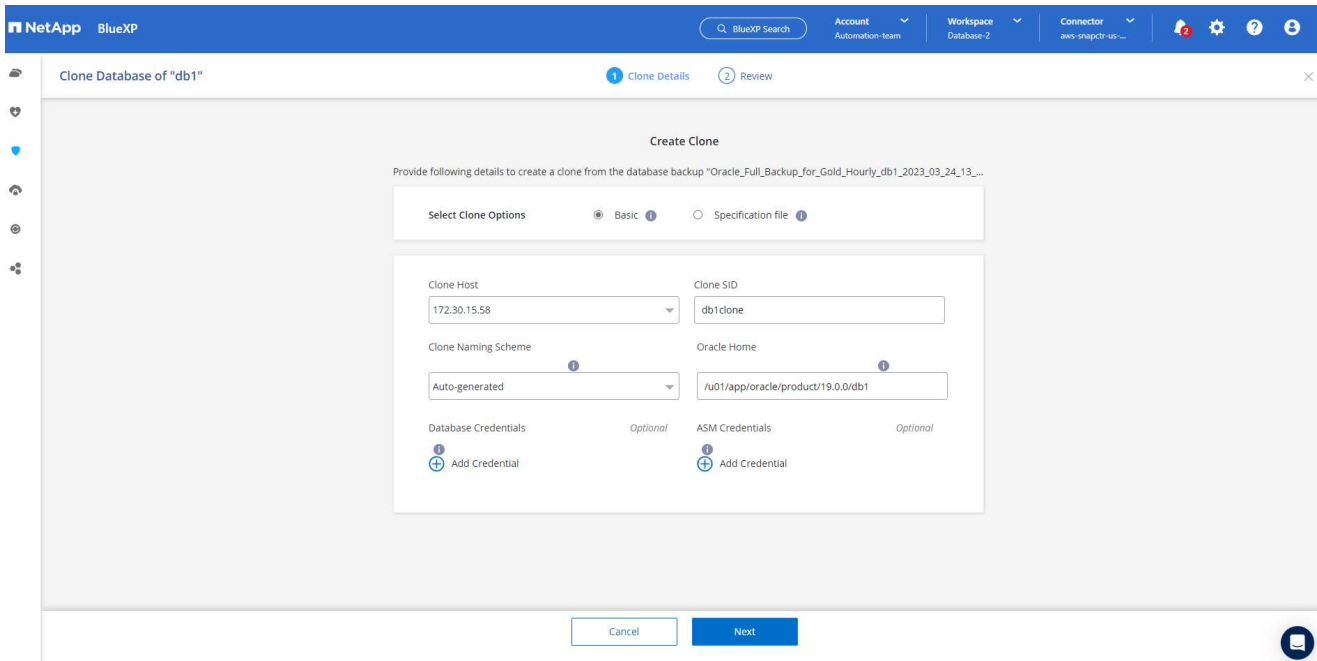 NetApp BlueXP
BlueXP Search
Account
Automation-team
Workspace
Database-2
Connector
aws-snapctr-us-...
2
Clone Database of "db1"
1 Clone Details
2 Review
Create Clone
Provide following details to create a clone from the database backup "Oracle_Full_Backup_for_Gold_Hourly_db1_2023_03_24_13_...
Select Clone Options
Basic
Specification file
Clone Host
Clone SID
172.30.15.58
db1clone
Clone Naming Scheme
Oracle Home
Auto-generated
/u01/app/oracle/product/19.0.0/db1
Database Credentials Optional
ASM Credentials Optional
Add Credential
Add Credential
Cancel
Next